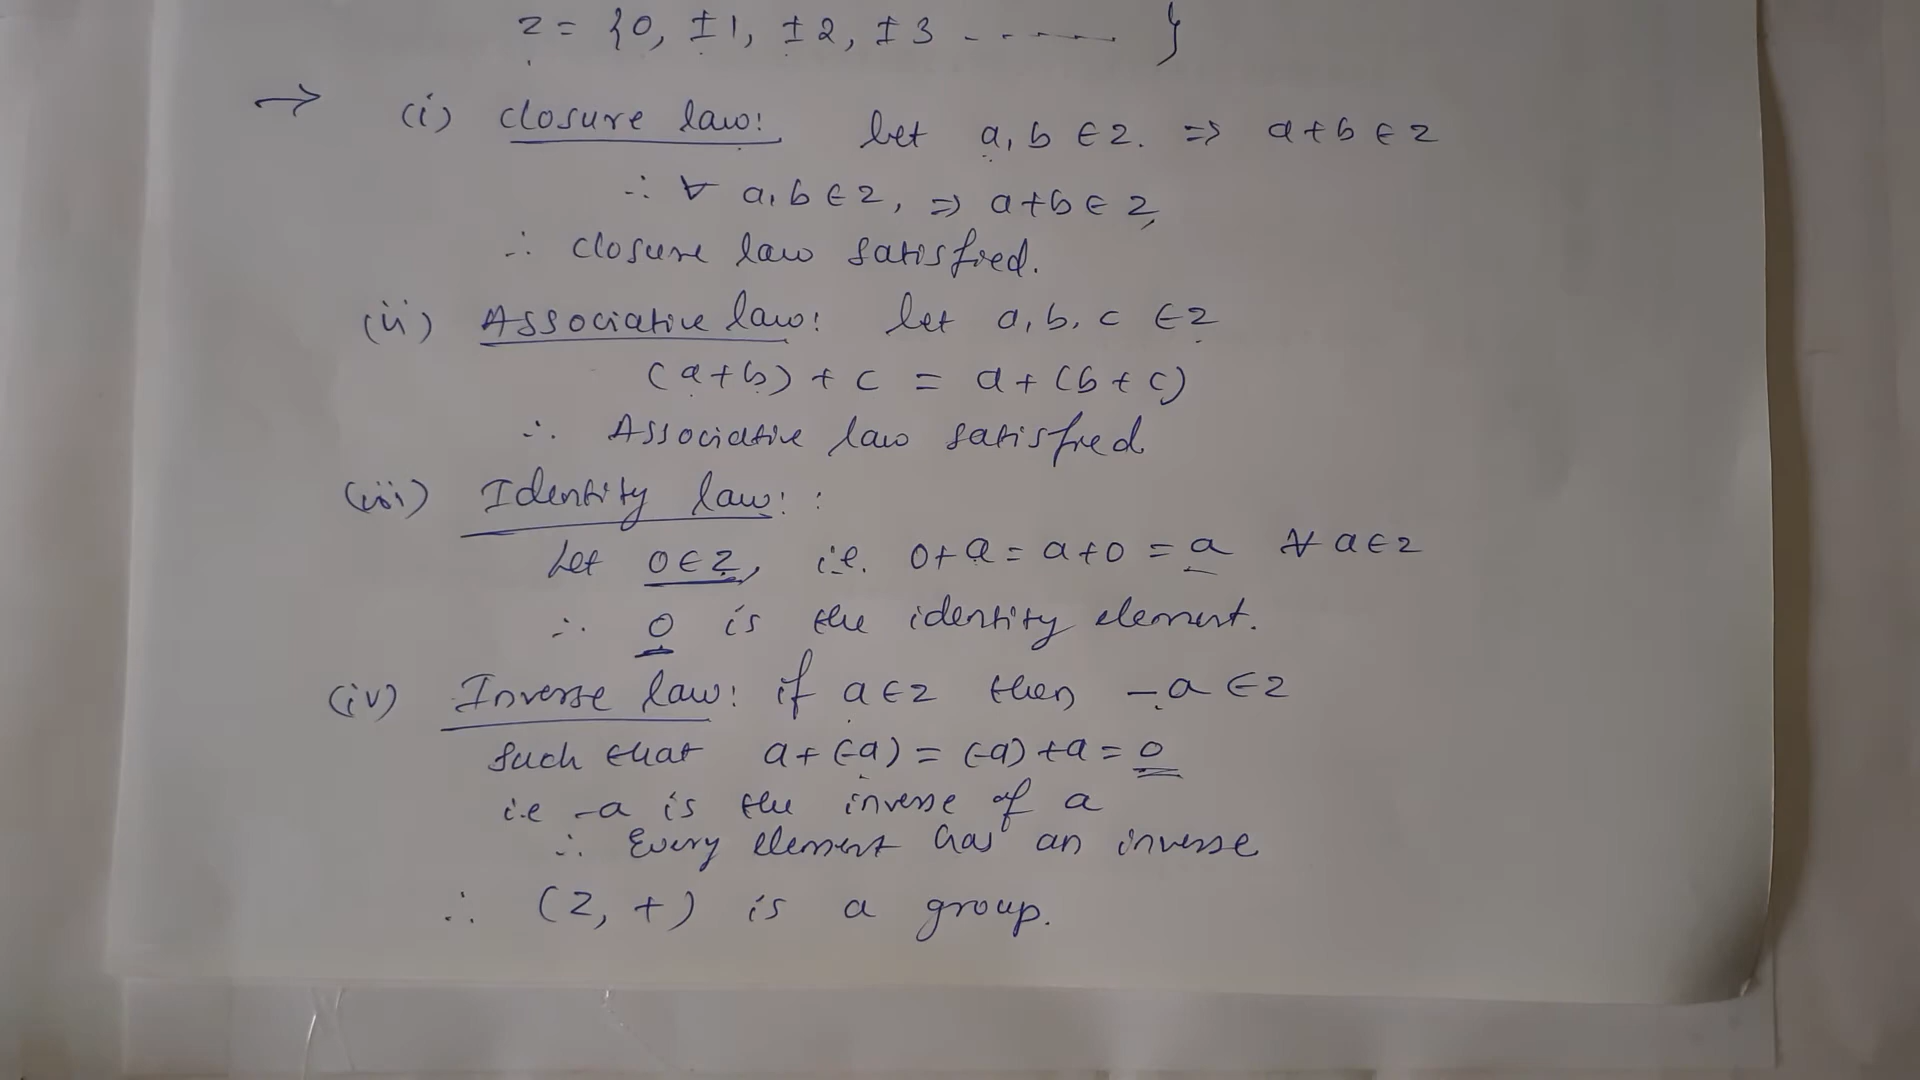 z = {0, ±1, ±2, ±3 ------- }
→ (i) closure law: let a, b ∈ z. ⇒ a+b ∈ z
∴ ∀ a, b ∈ z, ⇒ a+b ∈ z,
∴ closure law satisfied.
(ii) Associative law: let a, b, c ∈ z
(a+b) + c = a + (b + c)
∴ Associative law satisfied
(iii) Identity law: :
Let 0 ∈ z, i.e. 0+a = a+0 = a ∀ a ∈ z
∴ 0 is the identity element.
(iv) Inverse law: if a ∈ z then -a ∈ z
such that a+(-a) = (-a)+a = 0
i.e -a is the inverse of a
∴ Every element has an inverse
∴ (z, +) is a group.